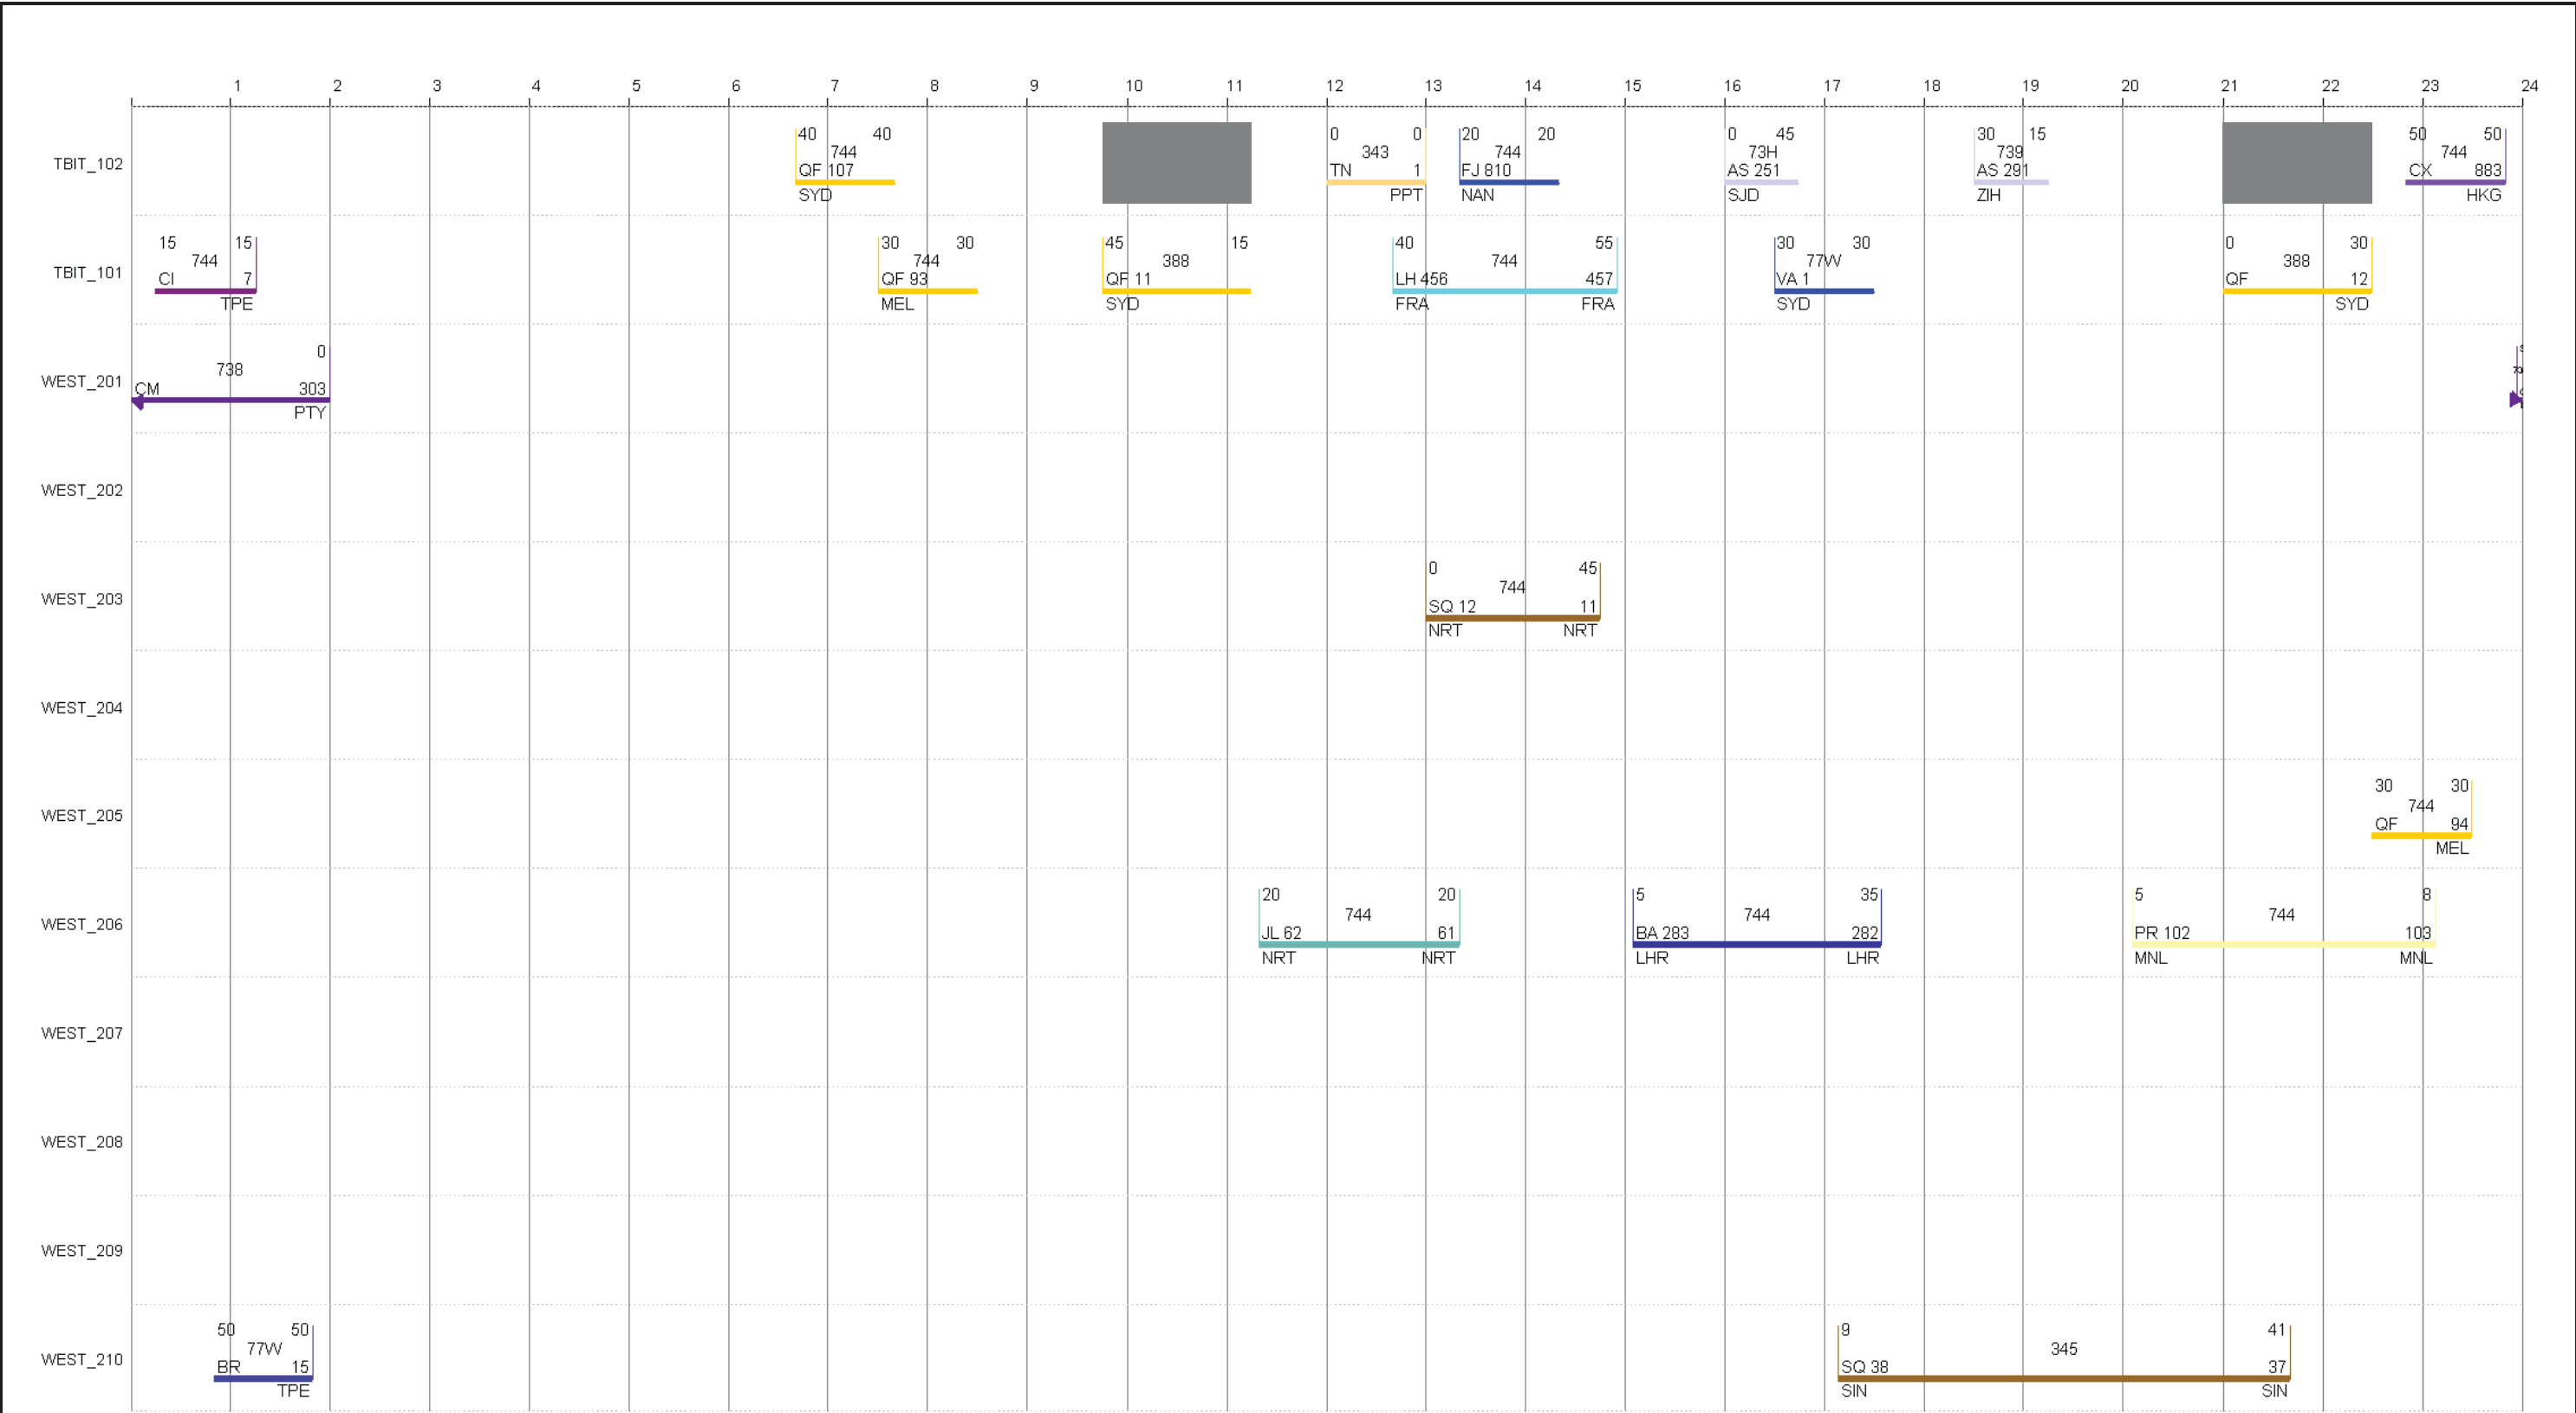 1 2 3 4 5 6 7 8 9 10 11 12 13 14 15 16 17 18 19 20 21 22 23 24
40 40 0 0 20 20 0 45 30 15 50 50
744 343 744 73H 739 744
TBIT_102
QF 107 TN 1 FJ 810 AS 251 AS 291 CX 883
SYD PPT NAN SJD ZIH HKG
15 15 30 30 45 15 40 55 30 30 0 30
744 744 388 744 77W 388
TBIT_101
CI 7 QF 93 QF 11 LH 456 457 VA 1 QF 12
TPE MEL SYD FRA FRA SYD SYD
0
738
WEST_201
CM 303
PTY
WEST_202
0 45
744
WEST_203
SQ 12 11
NRT NRT
WEST_204
30 30
744
WEST_205
QF 94
MEL
20 20 5 35 5 8
744 744 744
WEST_206
JL 62 61 BA 283 282 PR 102 103
NRT NRT LHR LHR MNL MNL
WEST_207
WEST_208
WEST_209
50 50 9 41
77W 345
WEST_210
BR 15 SQ 38 37
TPE SIN SIN